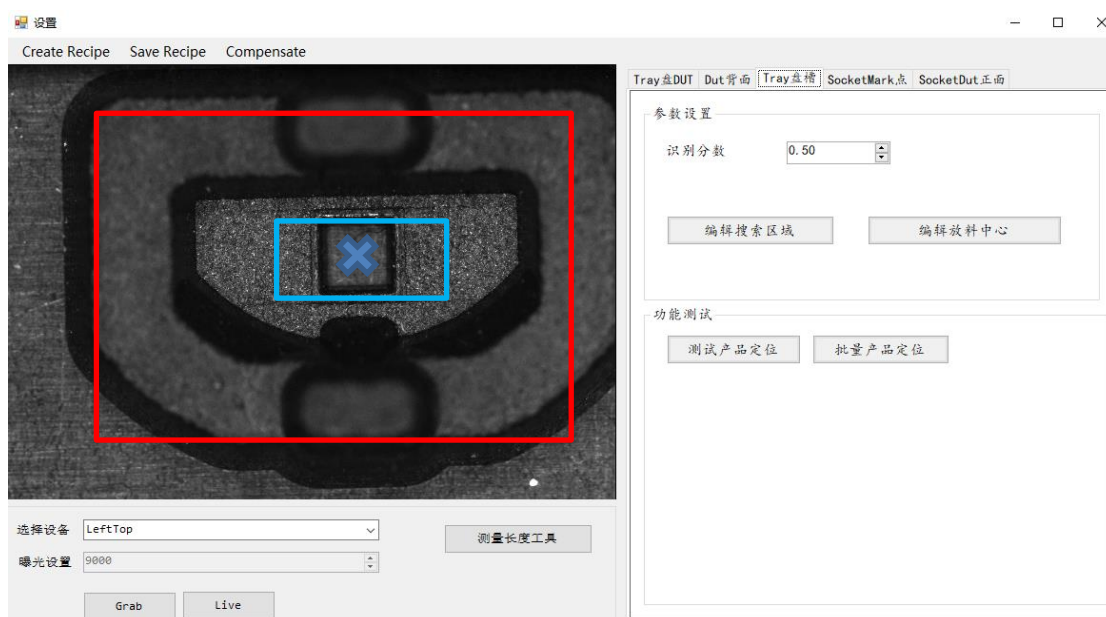 设置
Create Recipe Save Recipe Compensate
Tray盘DUT Dut背面 Tray盘槽 SocketMark点 SocketDut正面
参数设置
识别分数 0.50
编辑搜索区域 编辑放料中心
功能测试
测试产品定位 批量产品定位
选择设备 LeftTop
测量长度工具
曝光设置 9000
Grab Live